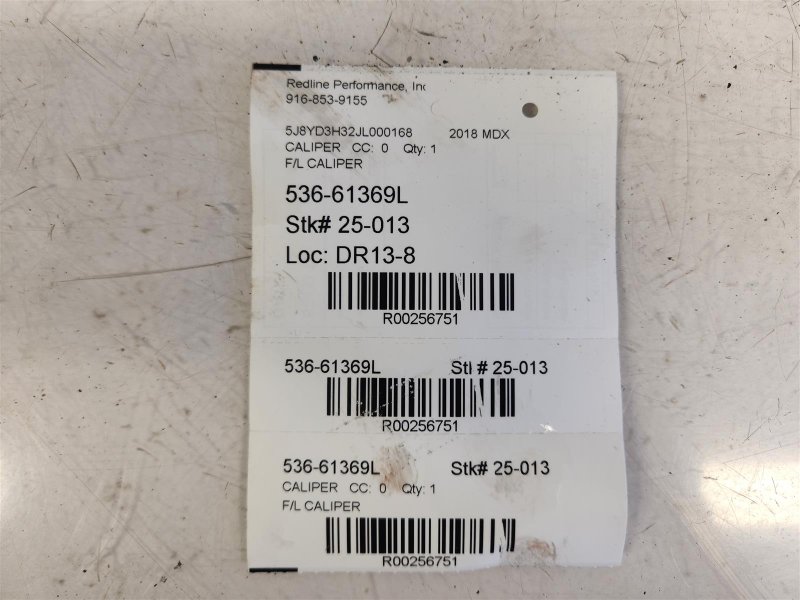 Redline Performance, Inc
916-853-9155
5J8YD3H32JL000168 2018 MDX
CALIPER CC: 0 Qty: 1
F/L CALIPER
536-61369L
Stk# 25-013
Loc: DR13-8
R00256751
536-61369L Stk# 25-013
R00256751
536-61369L Stk# 25-013
CALIPER CC: 0 Qty: 1
F/L CALIPER
R00256751